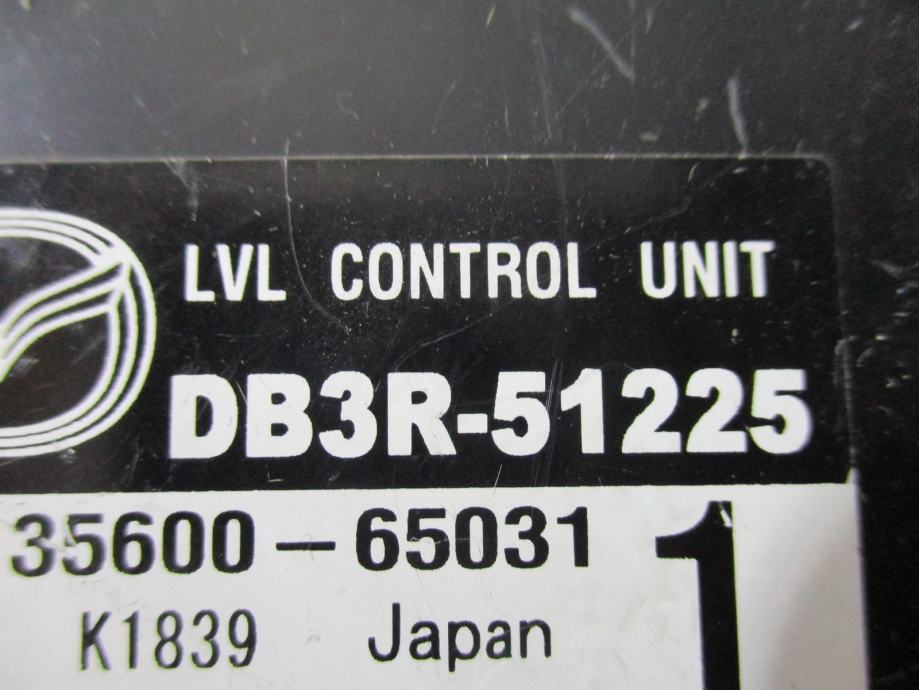 LVL CONTROL UNIT
DB3R-51225
35600-65031
1
K1839 Japan